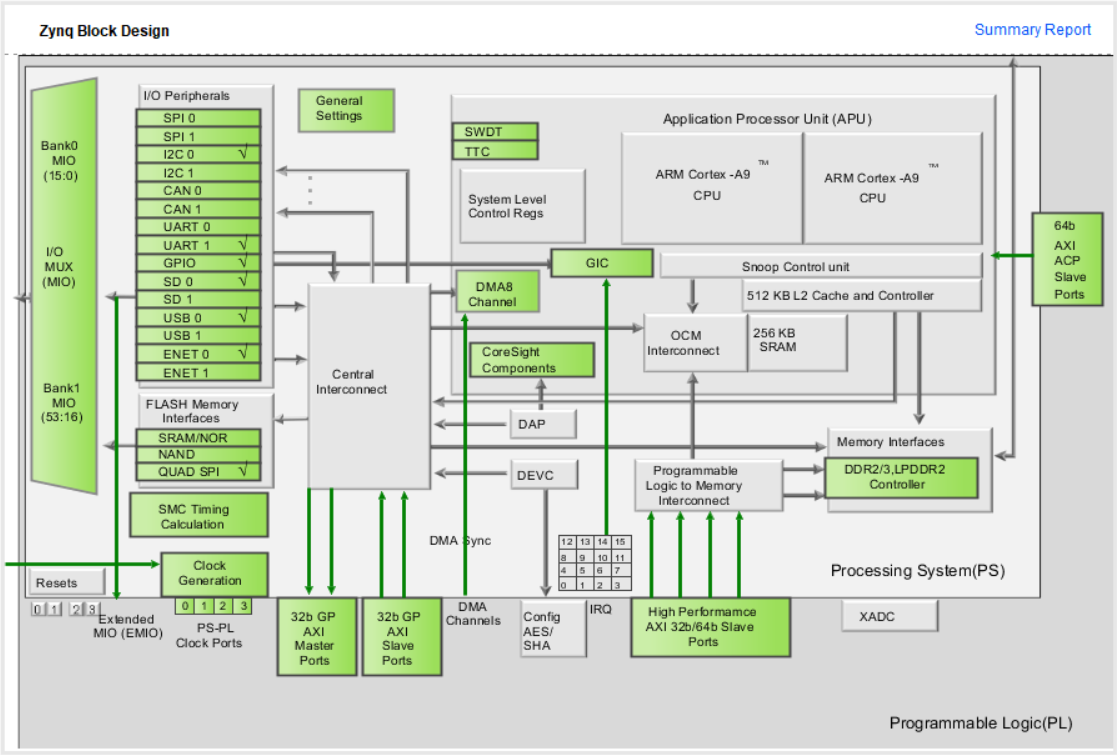 Zynq Block Design
Summary Report
Bank0
MIO
(15:0)
I/O
MUX
(MIO)
Bank1
MIO
(53:16)
I/O Peripherals
SPI 0
SPI 1
I2C 0 √
I2C 1
CAN 0
CAN 1
UART 0
UART 1 √
GPIO √
SD 0 √
SD 1
USB 0 √
USB 1
ENET 0 √
ENET 1
FLASH Memory
Interfaces
SRAM/NOR
NAND
QUAD SPI √
SMC Timing
Calculation
General
Settings
Application Processor Unit (APU)
SWDT
TTC
System Level
Control Regs
ARM Cortex -A9 ™
CPU
ARM Cortex -A9 ™
CPU
GIC
Snoop Control unit
512 KB L2 Cache and Controller
DMA8
Channel
OCM
Interconnect
256 KB
SRAM
CoreSight
Components
Central
Interconnect
DAP
DEVC
Programmable
Logic to Memory
Interconnect
Memory Interfaces
DDR2/3,LPDDR2
Controller
64b
AXI
ACP
Slave
Ports
DMA Sync
12 13 14 15
8 9 10 11
4 5 6 7
0 1 2 3
Processing System(PS)
Clock
Generation
Resets
0 1 2 3
0 1 2 3
Extended
MIO (EMIO)
PS-PL
Clock Ports
32b GP
AXI
Master
Ports
32b GP
AXI
Slave
Ports
DMA
Channels
Config
AES/
SHA
IRQ
High Performamce
AXI 32b/64b Slave
Ports
XADC
Programmable Logic(PL)